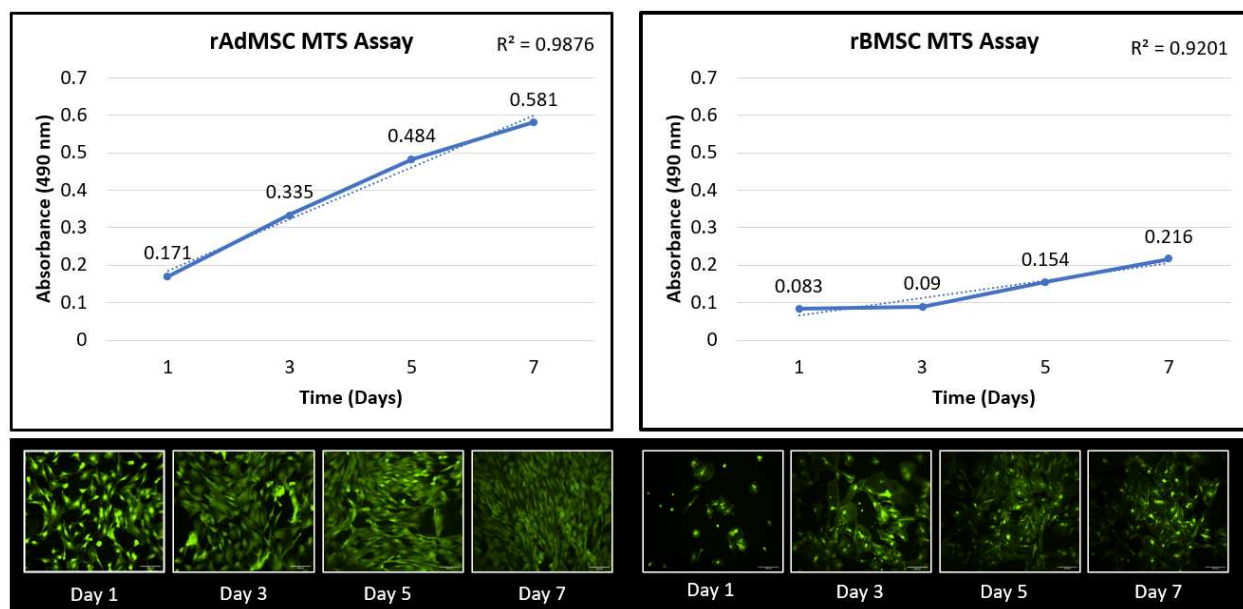 rAdMSC MTS Assay
R² = 0.9876
Absorbance (490 nm)
0.7
0.6
0.5
0.4
0.3
0.2
0.1
0
0.171
0.335
0.484
0.581
1 3 5 7
Time (Days)
rBMSC MTS Assay
R² = 0.9201
Absorbance (490 nm)
0.7
0.6
0.5
0.4
0.3
0.2
0.1
0
0.083
0.09
0.154
0.216
1 3 5 7
Time (Days)
Day 1 Day 3 Day 5 Day 7
Day 1 Day 3 Day 5 Day 7